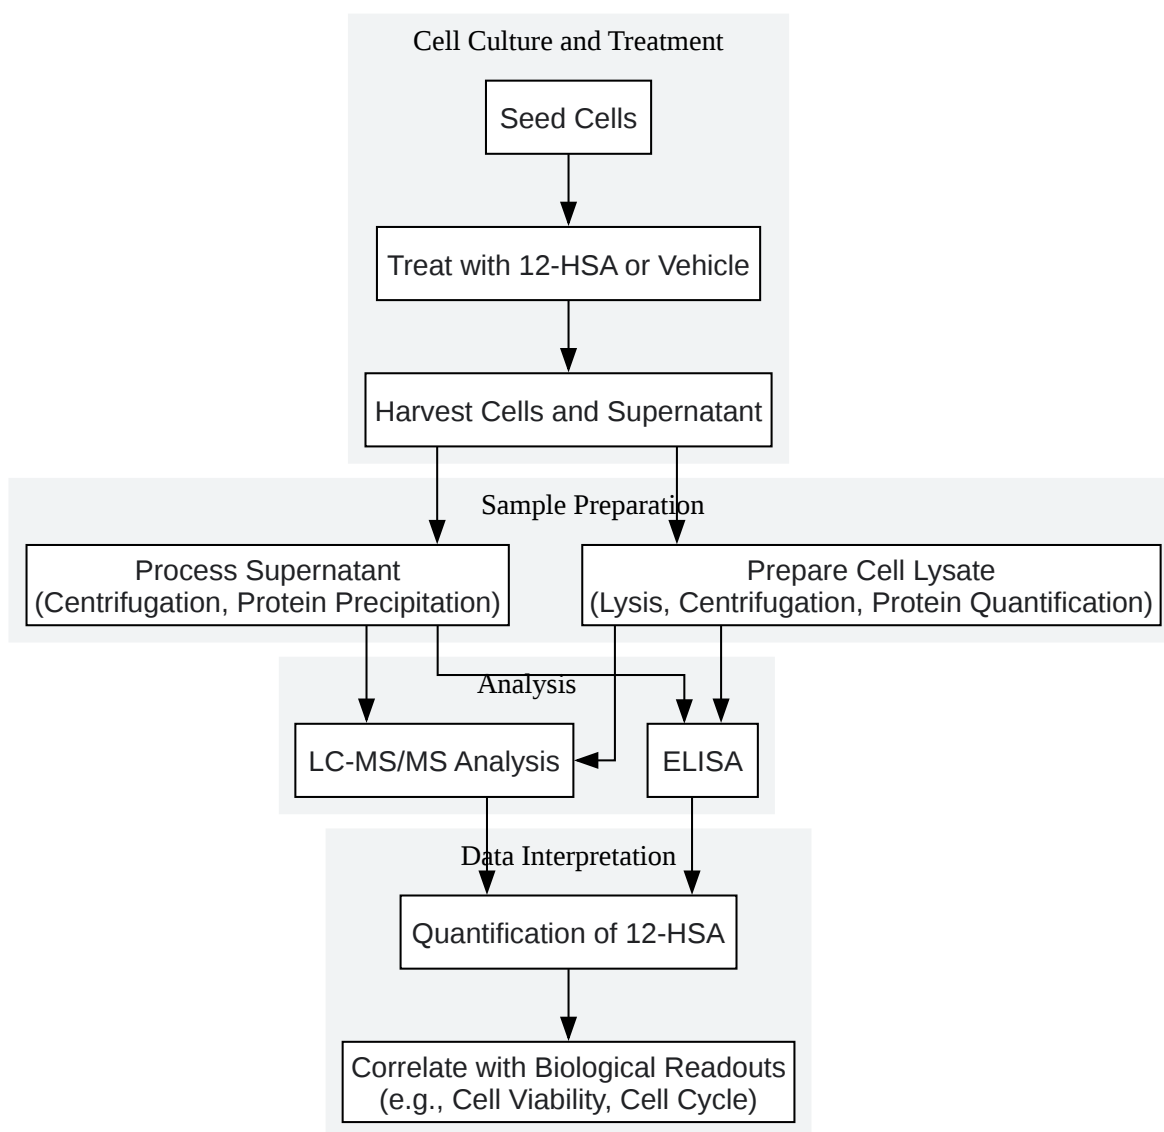 Cell Culture and Treatment
Seed Cells
Treat with 12-HSA or Vehicle
Harvest Cells and Supernatant
Sample Preparation
Process Supernatant
(Centrifugation, Protein Precipitation)
Prepare Cell Lysate
(Lysis, Centrifugation, Protein Quantification)
Analysis
LC-MS/MS Analysis
ELISA
Data Interpretation
Quantification of 12-HSA
Correlate with Biological Readouts
(e.g., Cell Viability, Cell Cycle)